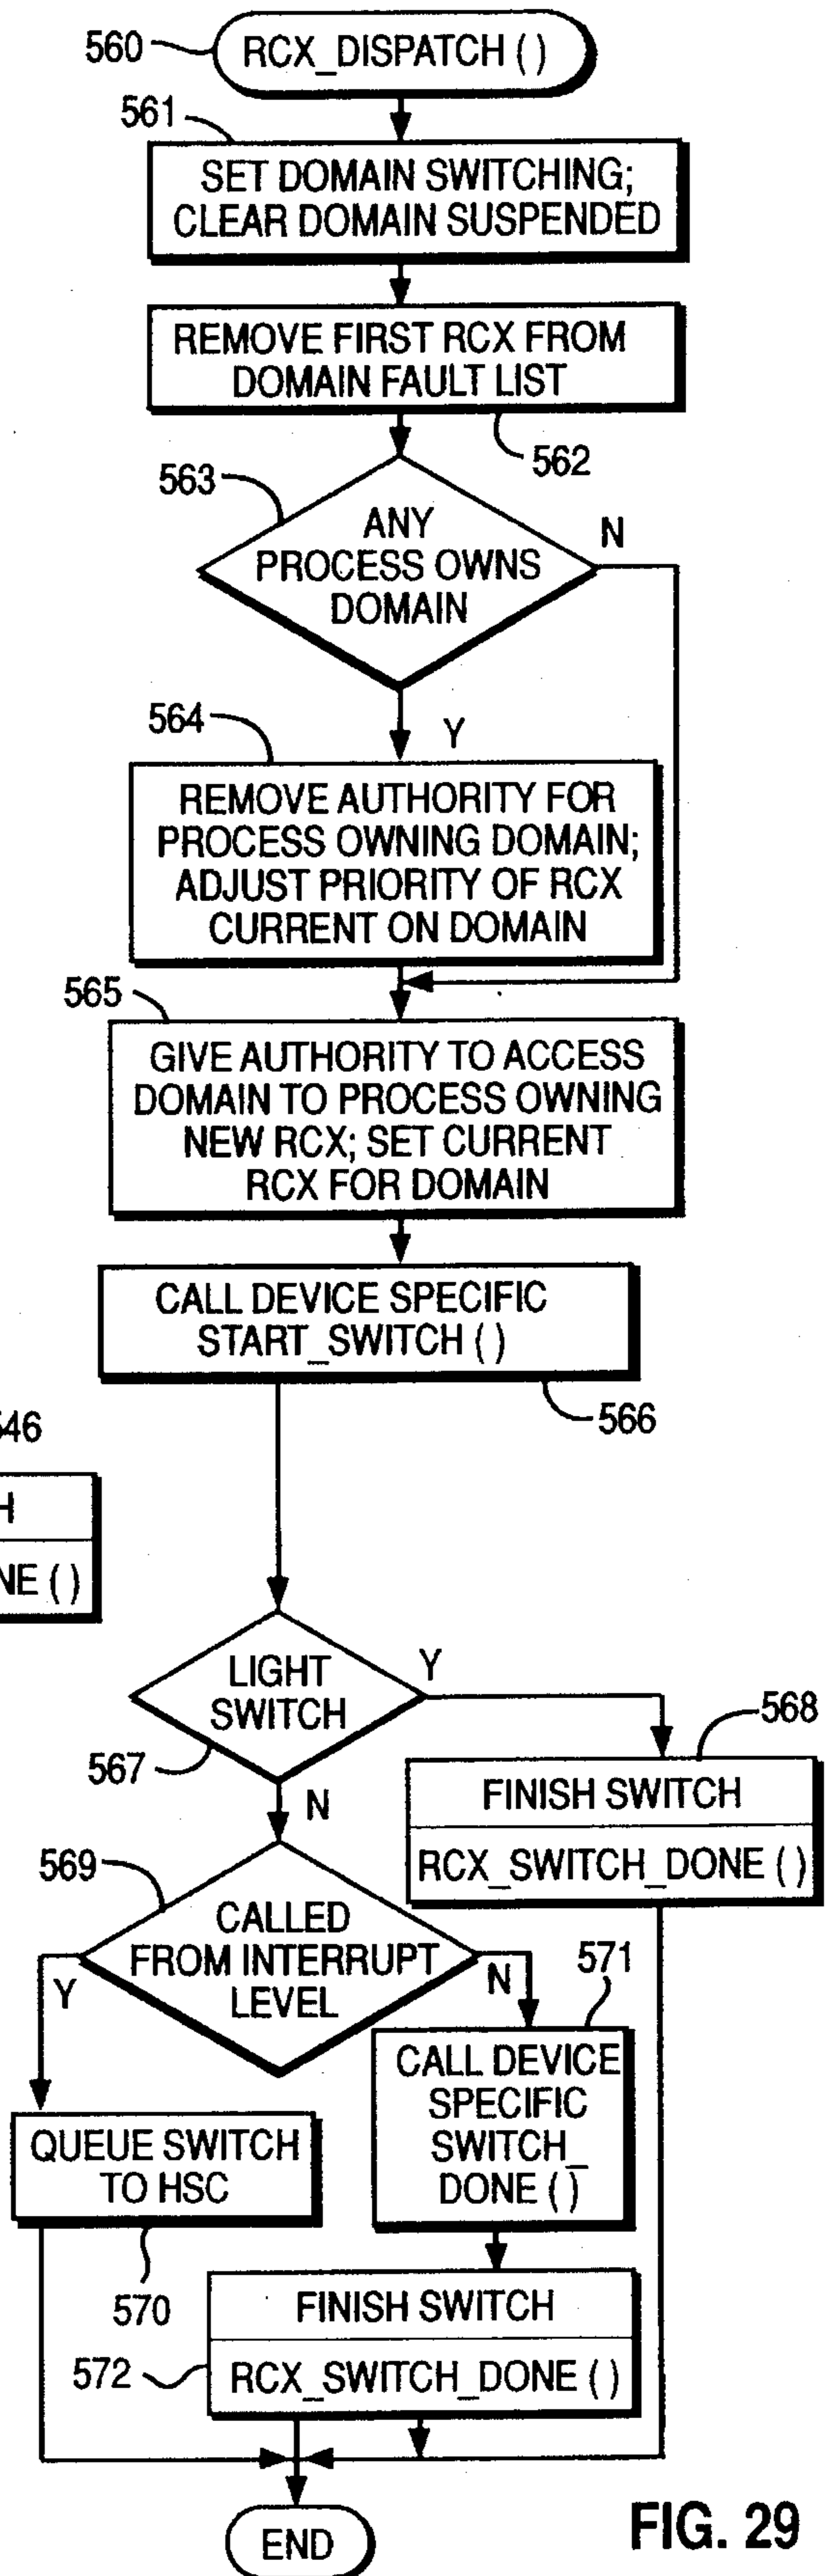 560
RCX_DISPATCH ( )
561
SET DOMAIN SWITCHING;
CLEAR DOMAIN SUSPENDED
REMOVE FIRST RCX FROM
DOMAIN FAULT LIST
562
563
ANY
PROCESS OWNS
DOMAIN
N
Y
564
REMOVE AUTHORITY FOR
PROCESS OWNING DOMAIN;
ADJUST PRIORITY OF RCX
CURRENT ON DOMAIN
565
GIVE AUTHORITY TO ACCESS
DOMAIN TO PROCESS OWNING
NEW RCX; SET CURRENT
RCX FOR DOMAIN
CALL DEVICE SPECIFIC
START_SWITCH ( )
566
546
H
NE ( )
LIGHT
SWITCH
Y
567
N
568
FINISH SWITCH
RCX_SWITCH_DONE ( )
569
CALLED
FROM INTERRUPT
LEVEL
Y
N
571
CALL DEVICE
SPECIFIC
SWITCH_
DONE ( )
QUEUE SWITCH
TO HSC
570
FINISH SWITCH
572
RCX_SWITCH_DONE ( )
END
FIG. 29